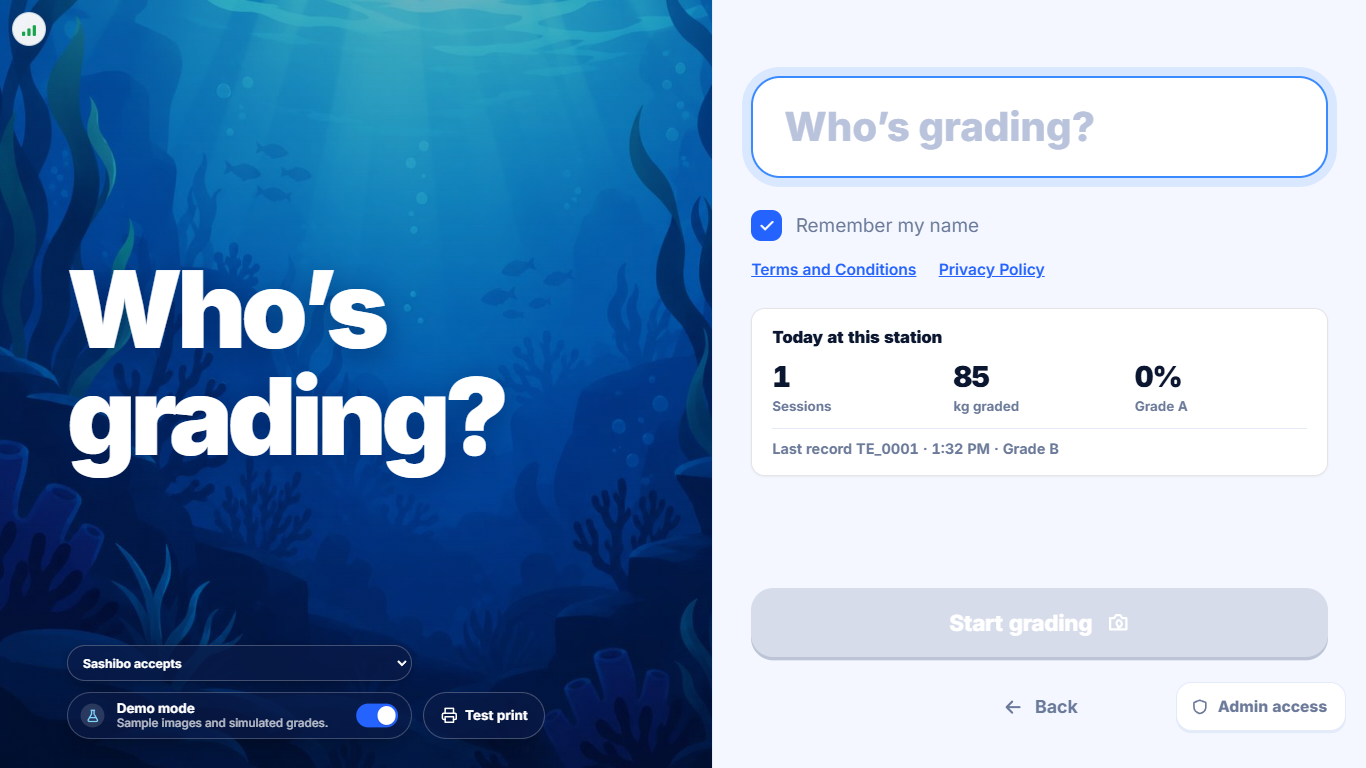 Who's
grading?
Sashibo accepts
Demo mode
Sample images and simulated grades.
Test print
Who's grading?
Remember my name
Terms and Conditions Privacy Policy
Today at this station
1 85 0%
Sessions kg graded Grade A
Last record TE_0001 · 1:32 PM · Grade B
Start grading
Back
Admin access